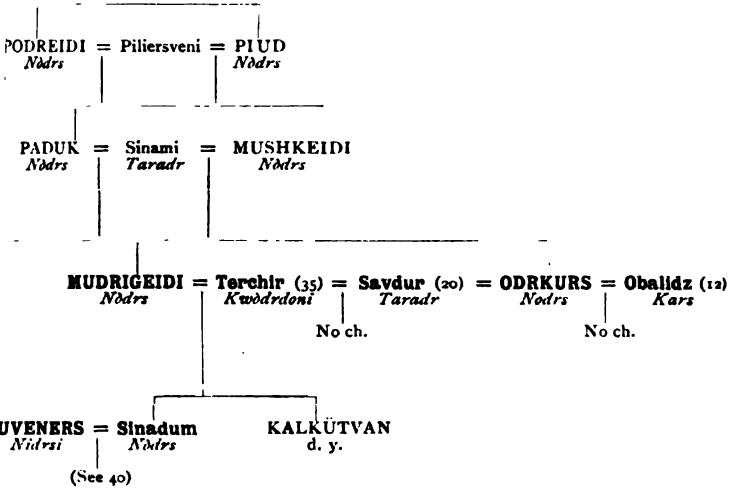 PODREIDI = Piliersveni = PIUD
Nòdrs Nòdrs
PADUK = Sinami = MUSHKEIDI
Nòdrs Taradr Nòdrs
MUDRIGEIDI = Terchir (35) = Savdur (20) = ODRKURS = Obalidz (12)
Nòdrs Kwòdrdoni Taradr Nodrs Kars
No ch. No ch.
UVENERS = Sinadum KALKÜTVAN
Nidrsi Nòdrs d. y.
(See 40)